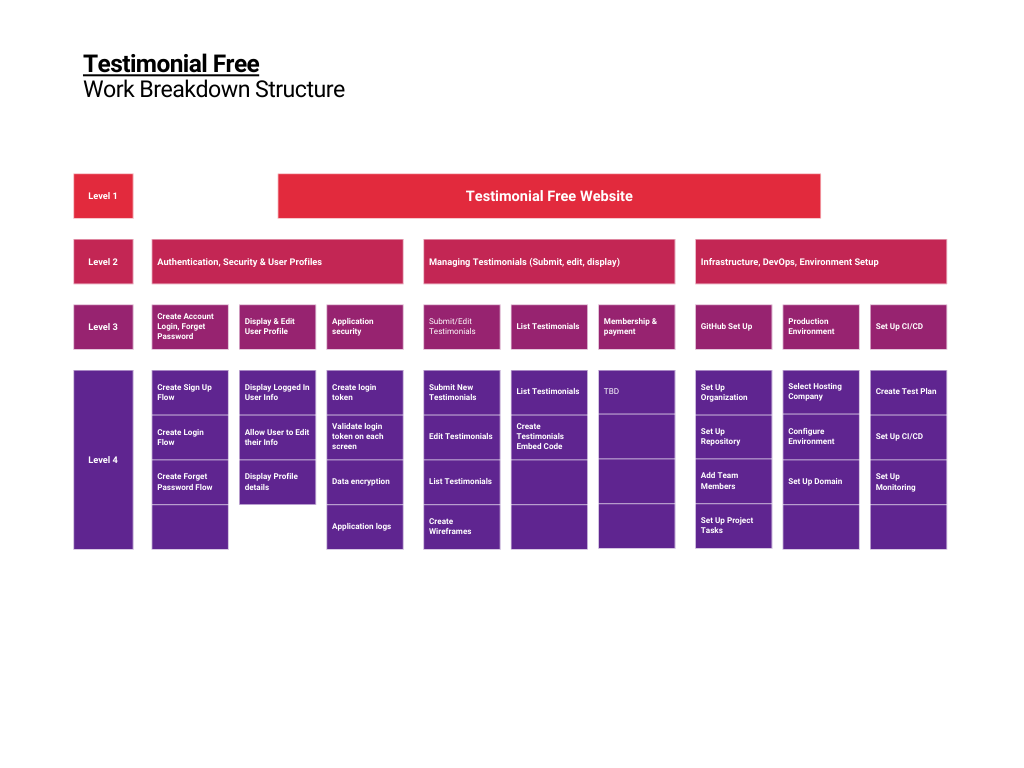 Testimonial Free
Work Breakdown Structure
Level 1
Testimonial Free Website
Level 2
Authentication, Security & User Profiles
Managing Testimonials (Submit, edit, display)
Infrastructure, DevOps, Environment Setup
Level 3
Create Account
Login, Forget
Password
Display & Edit
User Profile
Application
security
Submit/Edit
Testimonials
List Testimonials
Membership &
payment
GitHub Set Up
Production
Environment
Set Up CI/CD
Level 4
Create Sign Up
Flow
Display Logged In
User Info
Create login
token
Submit New
Testimonials
List Testimonials
TBD
Set Up
Organization
Select Hosting
Company
Create Test Plan
Create Login
Flow
Allow User to Edit
their Info
Validate login
token on each
screen
Edit Testimonials
Create
Testimonials
Embed Code
Set Up
Repository
Configure
Environment
Set Up CI/CD
Create Forget
Password Flow
Display Profile
details
Data encryption
List Testimonials
Add Team
Members
Set Up Domain
Set Up
Monitoring
Application logs
Create
Wireframes
Set Up Project
Tasks